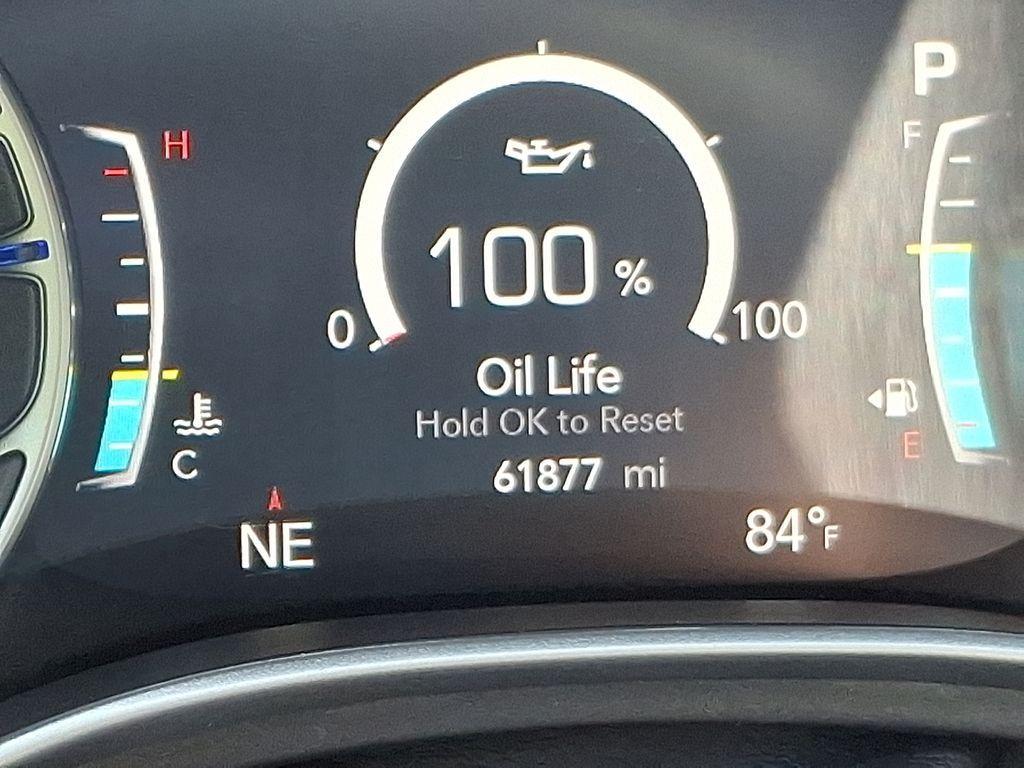 P
H
F
100 %
0
100
Oil Life
Hold OK to Reset
E
C
61877 mi
NE
84°F